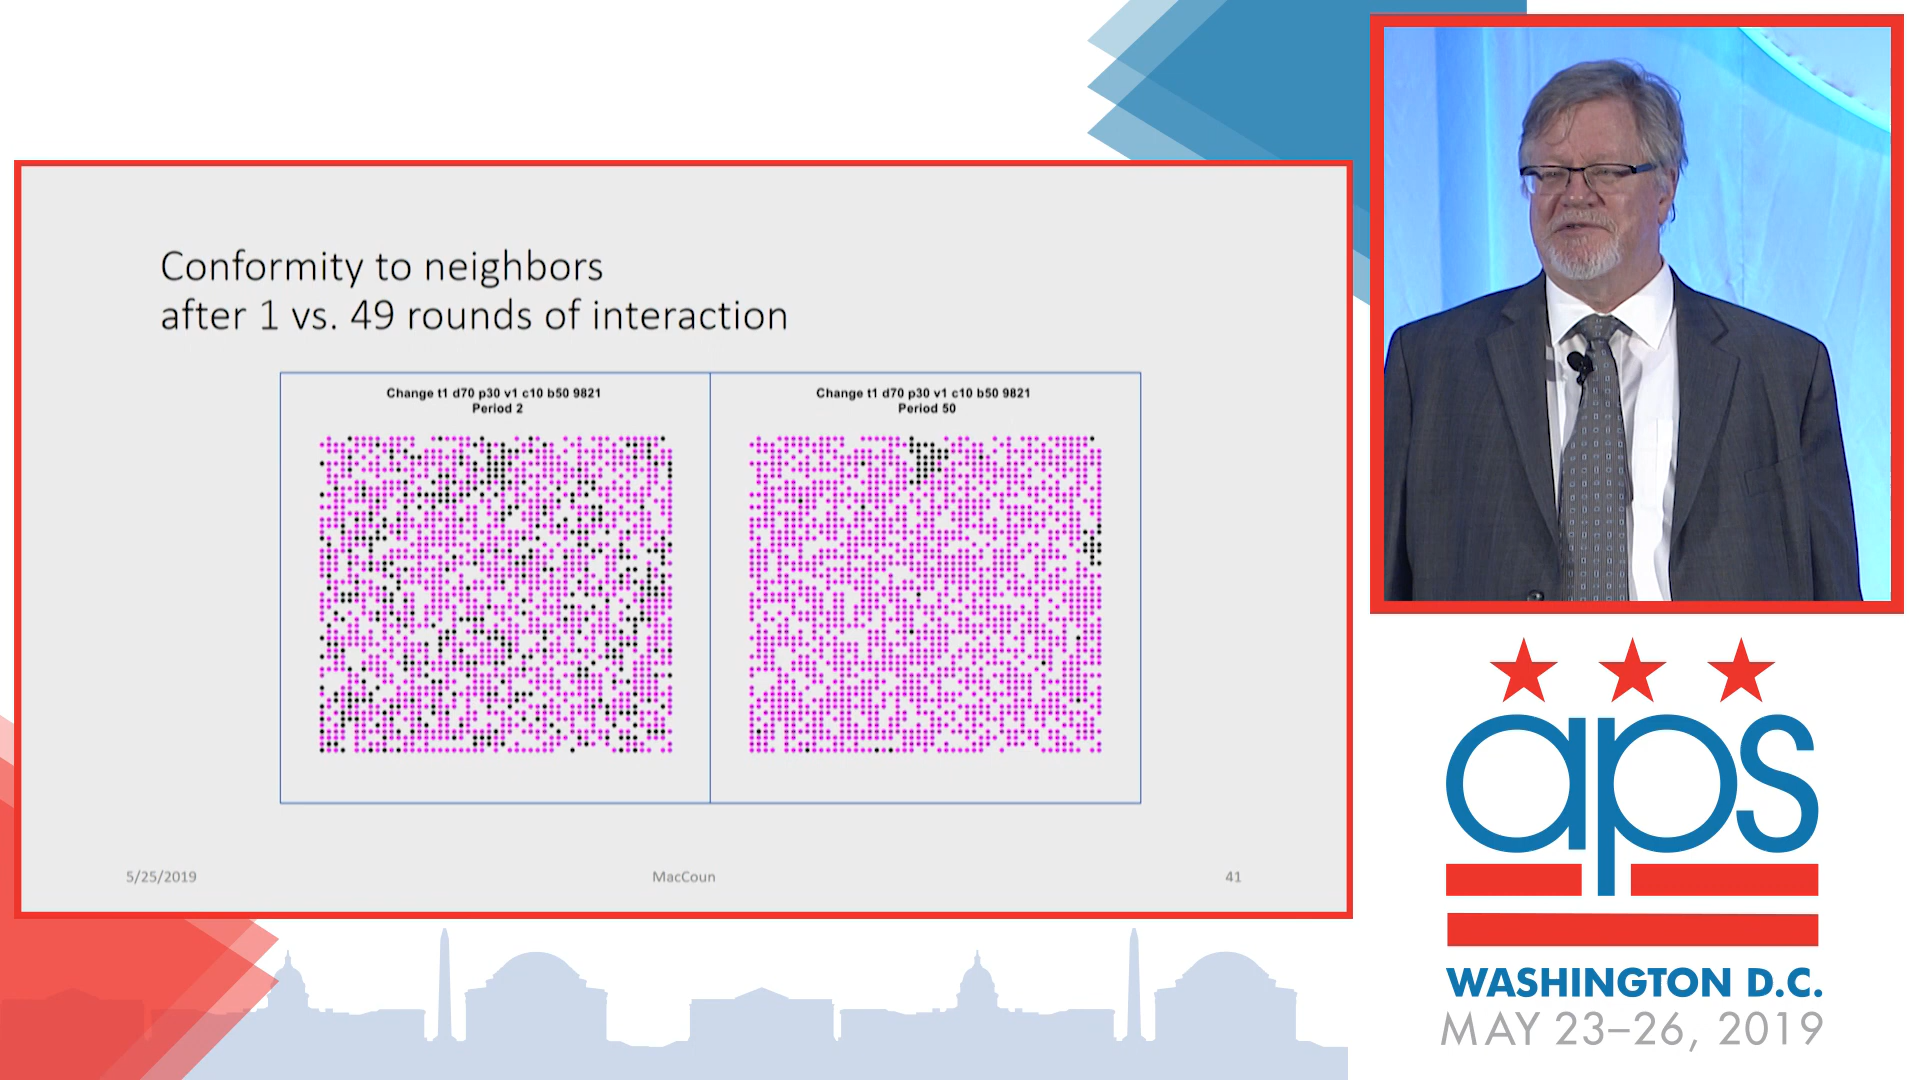 Conformity to neighbors
after 1 vs. 49 rounds of interaction
Change t1 d70 p30 v1 c10 b50 9821
Period 2
Change t1 d70 p30 v1 c10 b50 9821
Period 50
5/25/2019
MacCoun
41
aps
WASHINGTON D.C.
MAY 23–26, 2019